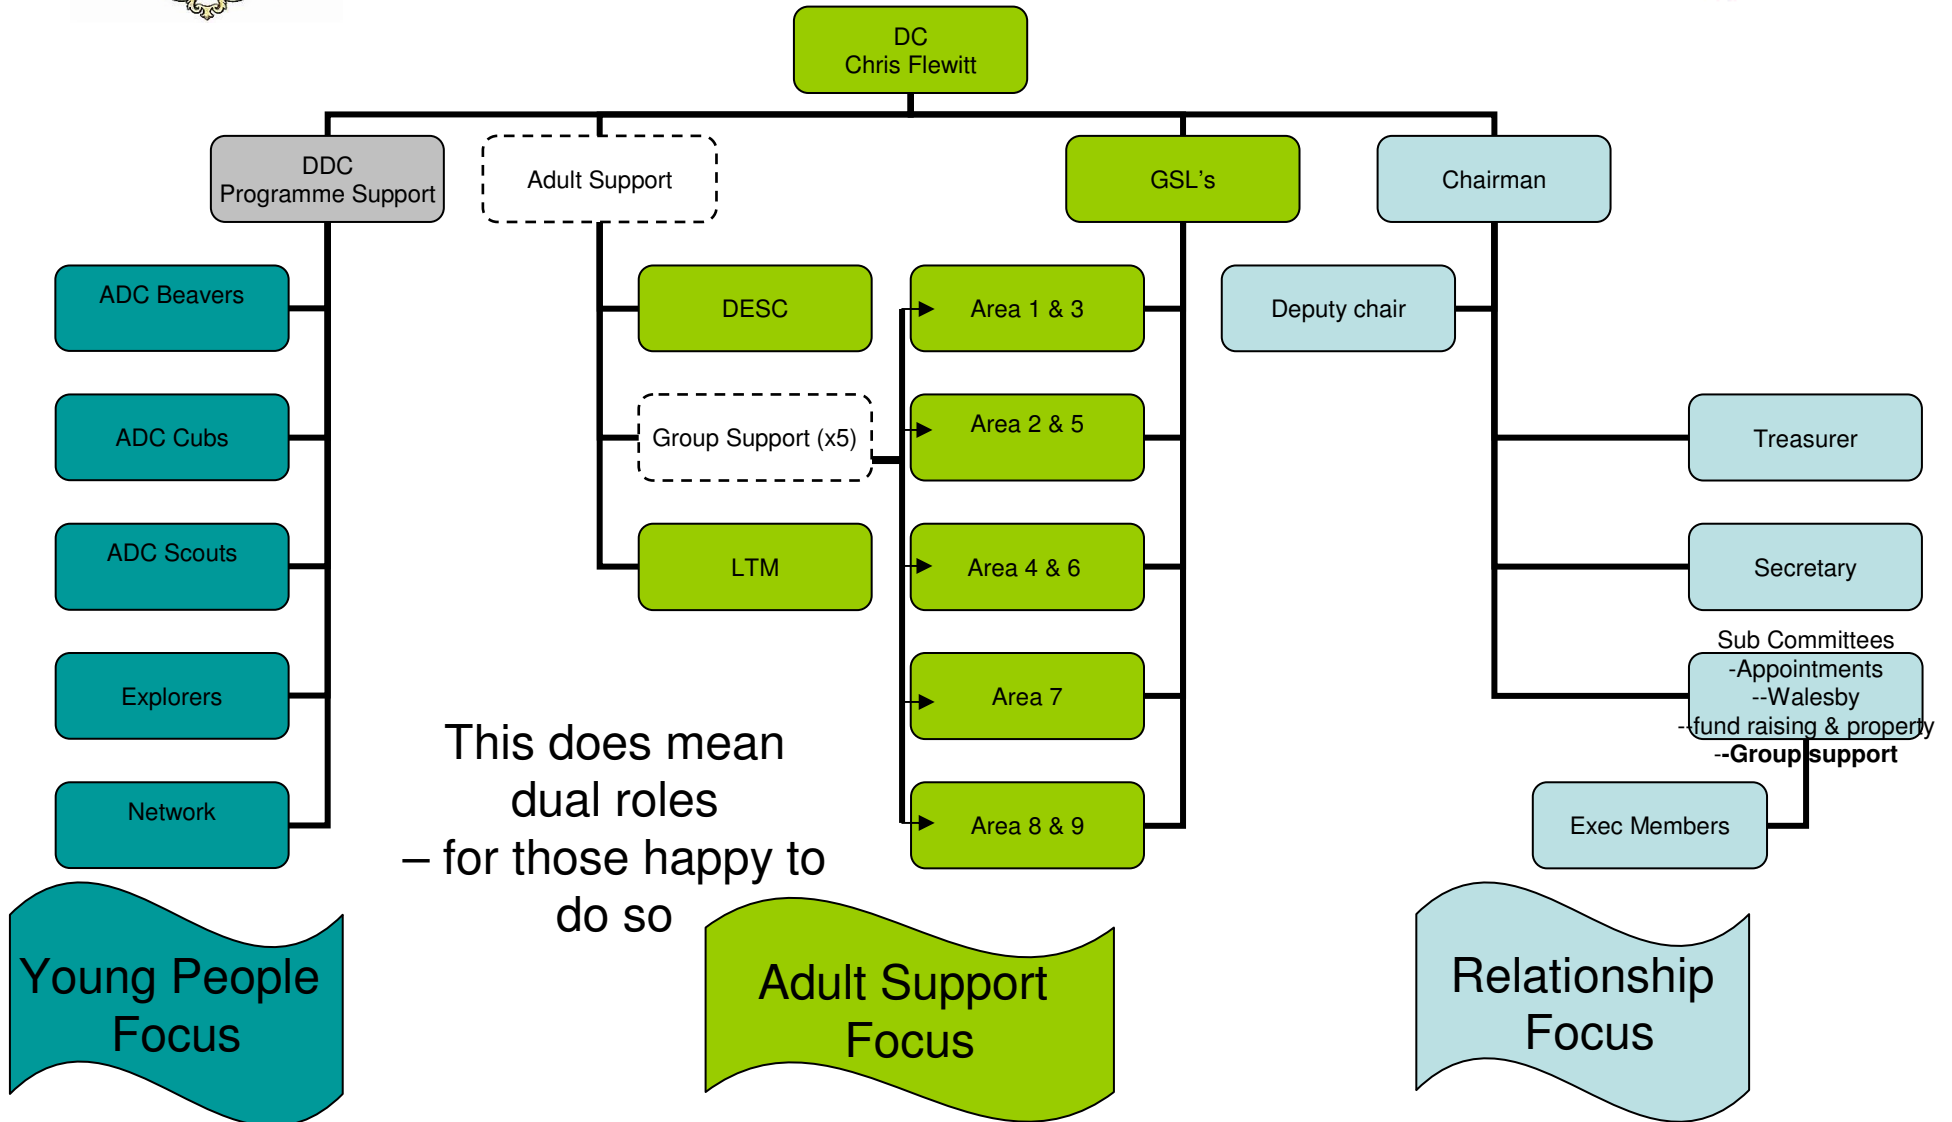 DC
Chris Flewitt
DDC
Programme Support
Adult Support
GSL's
Chairman
ADC Beavers
DESC
Area 1 & 3
Deputy chair
ADC Cubs
Group Support (x5)
Area 2 & 5
Treasurer
ADC Scouts
LTM
Area 4 & 6
Secretary
Explorers
Area 7
Sub Committees
-Appointments
--Walesby
--fund raising & property
--Group support
Network
Area 8 & 9
Exec Members
This does mean
dual roles
– for those happy to
do so
Young People
Focus
Adult Support
Focus
Relationship
Focus